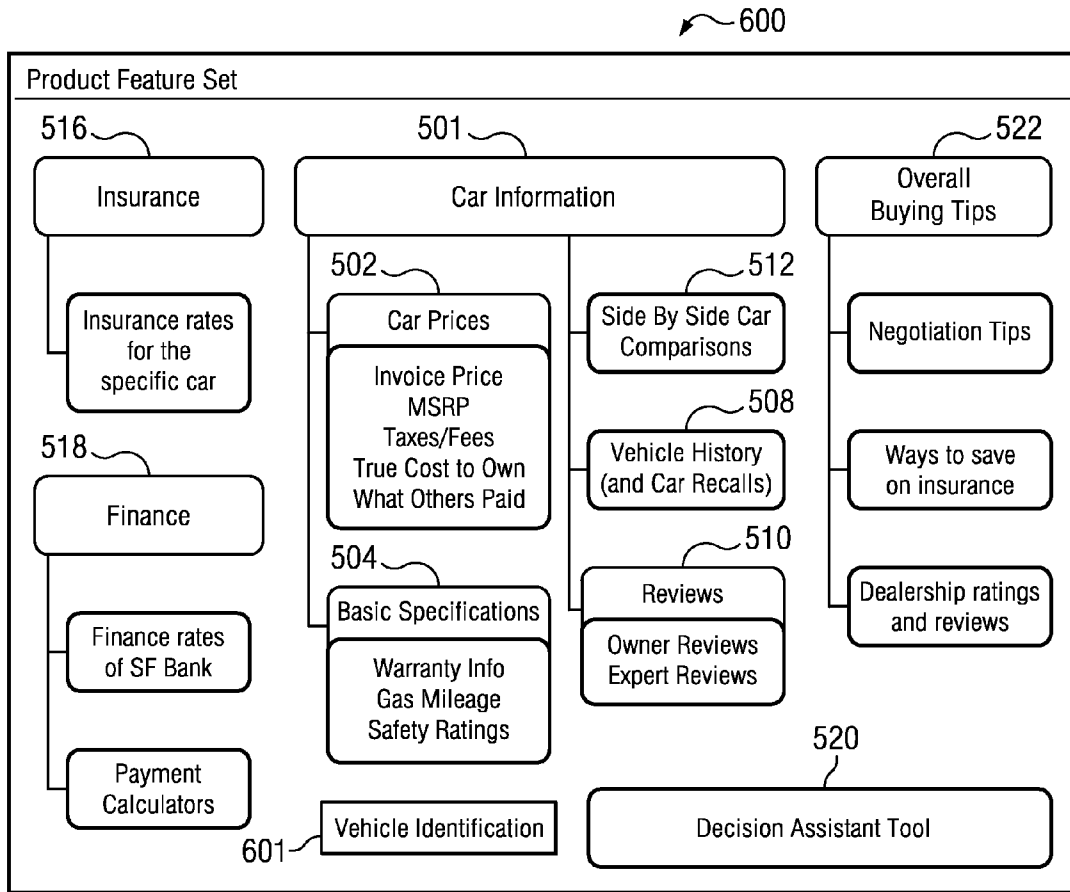 600
Product Feature Set
516
Insurance
Insurance rates
for the
specific car
518
Finance
Finance rates
of SF Bank
Payment
Calculators
501
Car Information
502
Car Prices
Invoice Price
MSRP
Taxes/Fees
True Cost to Own
What Others Paid
504
Basic Specifications
Warranty Info
Gas Mileage
Safety Ratings
512
Side By Side Car
Comparisons
508
Vehicle History
(and Car Recalls)
510
Reviews
Owner Reviews
Expert Reviews
522
Overall
Buying Tips
Negotiation Tips
Ways to save
on insurance
Dealership ratings
and reviews
601
Vehicle Identification
520
Decision Assistant Tool